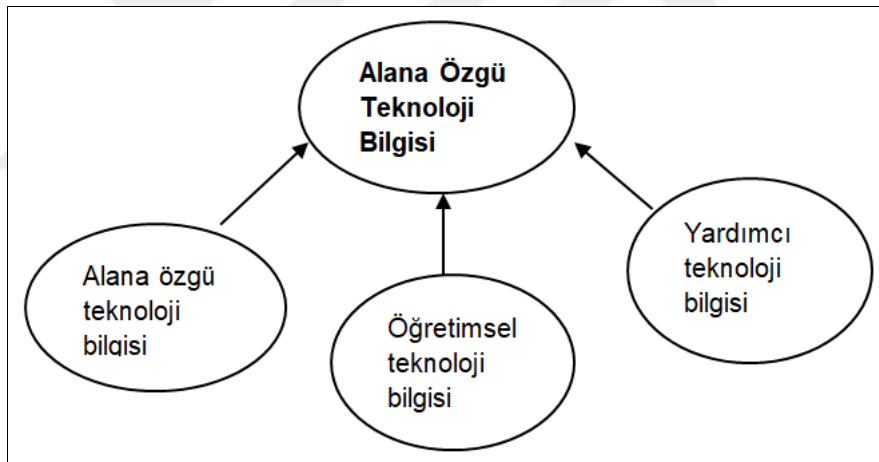 Alana Özgü
Teknoloji
Bilgisi
Alana özgü
teknoloji
bilgisi
Öğretimsel
teknoloji
bilgisi
Yardımcı
teknoloji
bilgisi